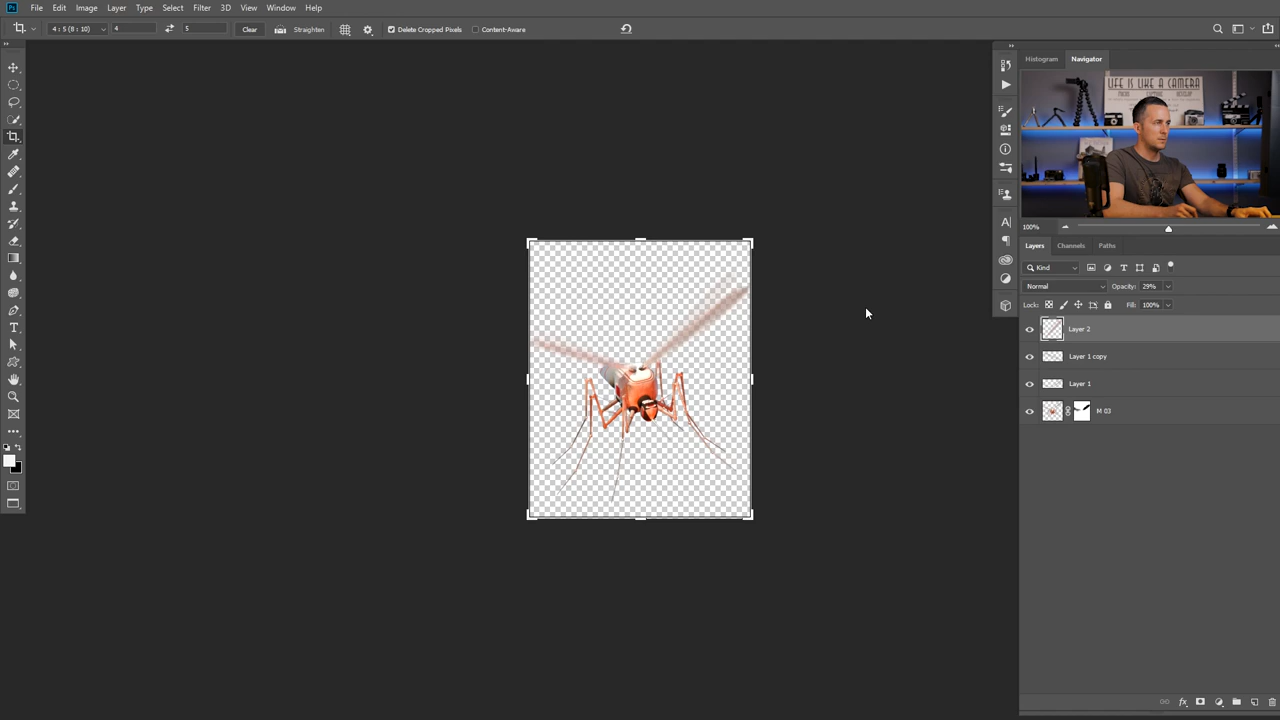 Ps File Edit Image Layer Type Select Filter 3D View Window Help
4 : 5 (8 : 10) 4 5 Clear Straighten Delete Cropped Pixels Content-Aware
Histogram Navigator
LIFE IS LIKE A CAMERA
100%
Layers Channels Paths
Kind
Normal Opacity: 29%
Lock: Fill: 100%
Layer 2
Layer 1 copy
Layer 1
M 03